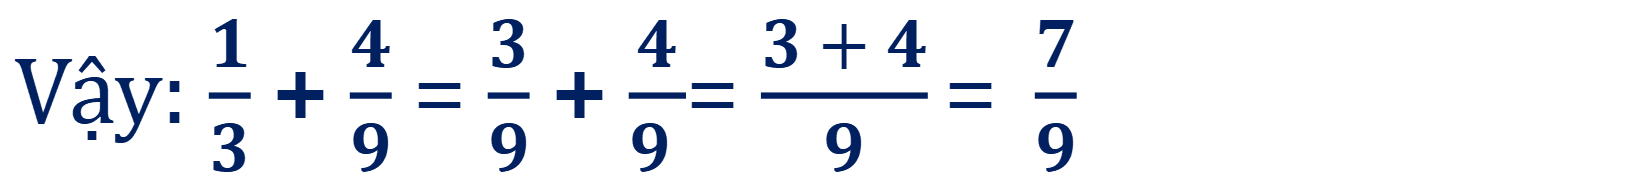 Vậy: 1/3 + 4/9 = 3/9 + 4/9 = (3 + 4)/9 = 7/9